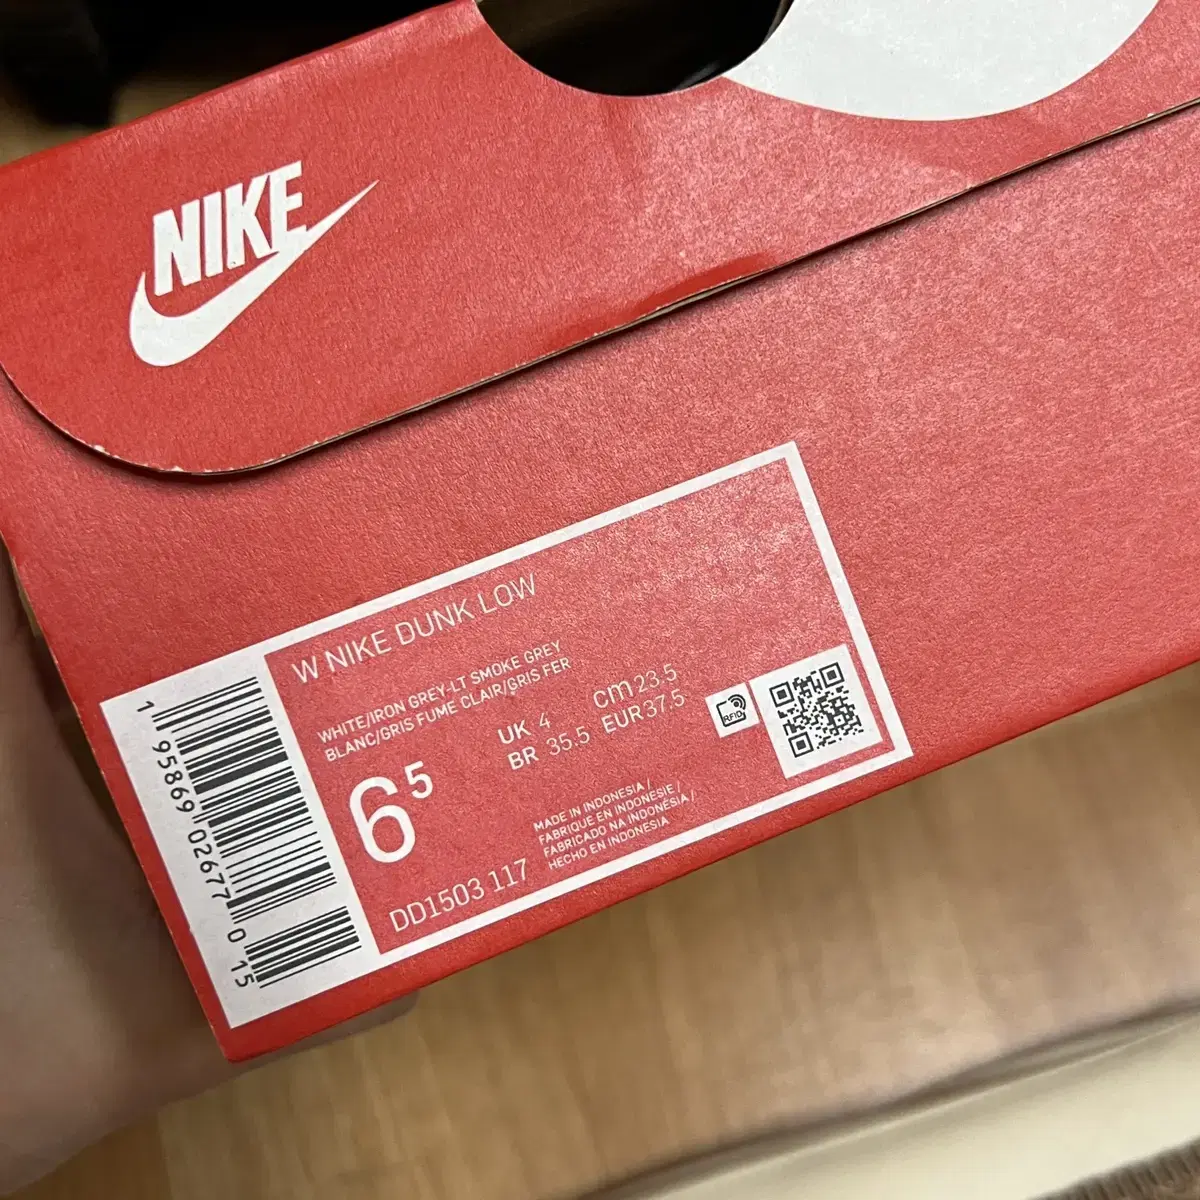 NIKE
W NIKE DUNK LOW
WHITE/IRON GREY-LT SMOKE GREY
BLANC/GRIS FUME CLAIR/GRIS FER
6⁵
UK 4 cm 23.5
BR 35.5 EUR 37.5
RFID
DD1503 117
MADE IN INDONESIA /
FABRIQUE EN INDONÉSIE /
FABRICADO NA INDONÉSIA /
HECHO EN INDONESIA
1 95869 02677 0 15